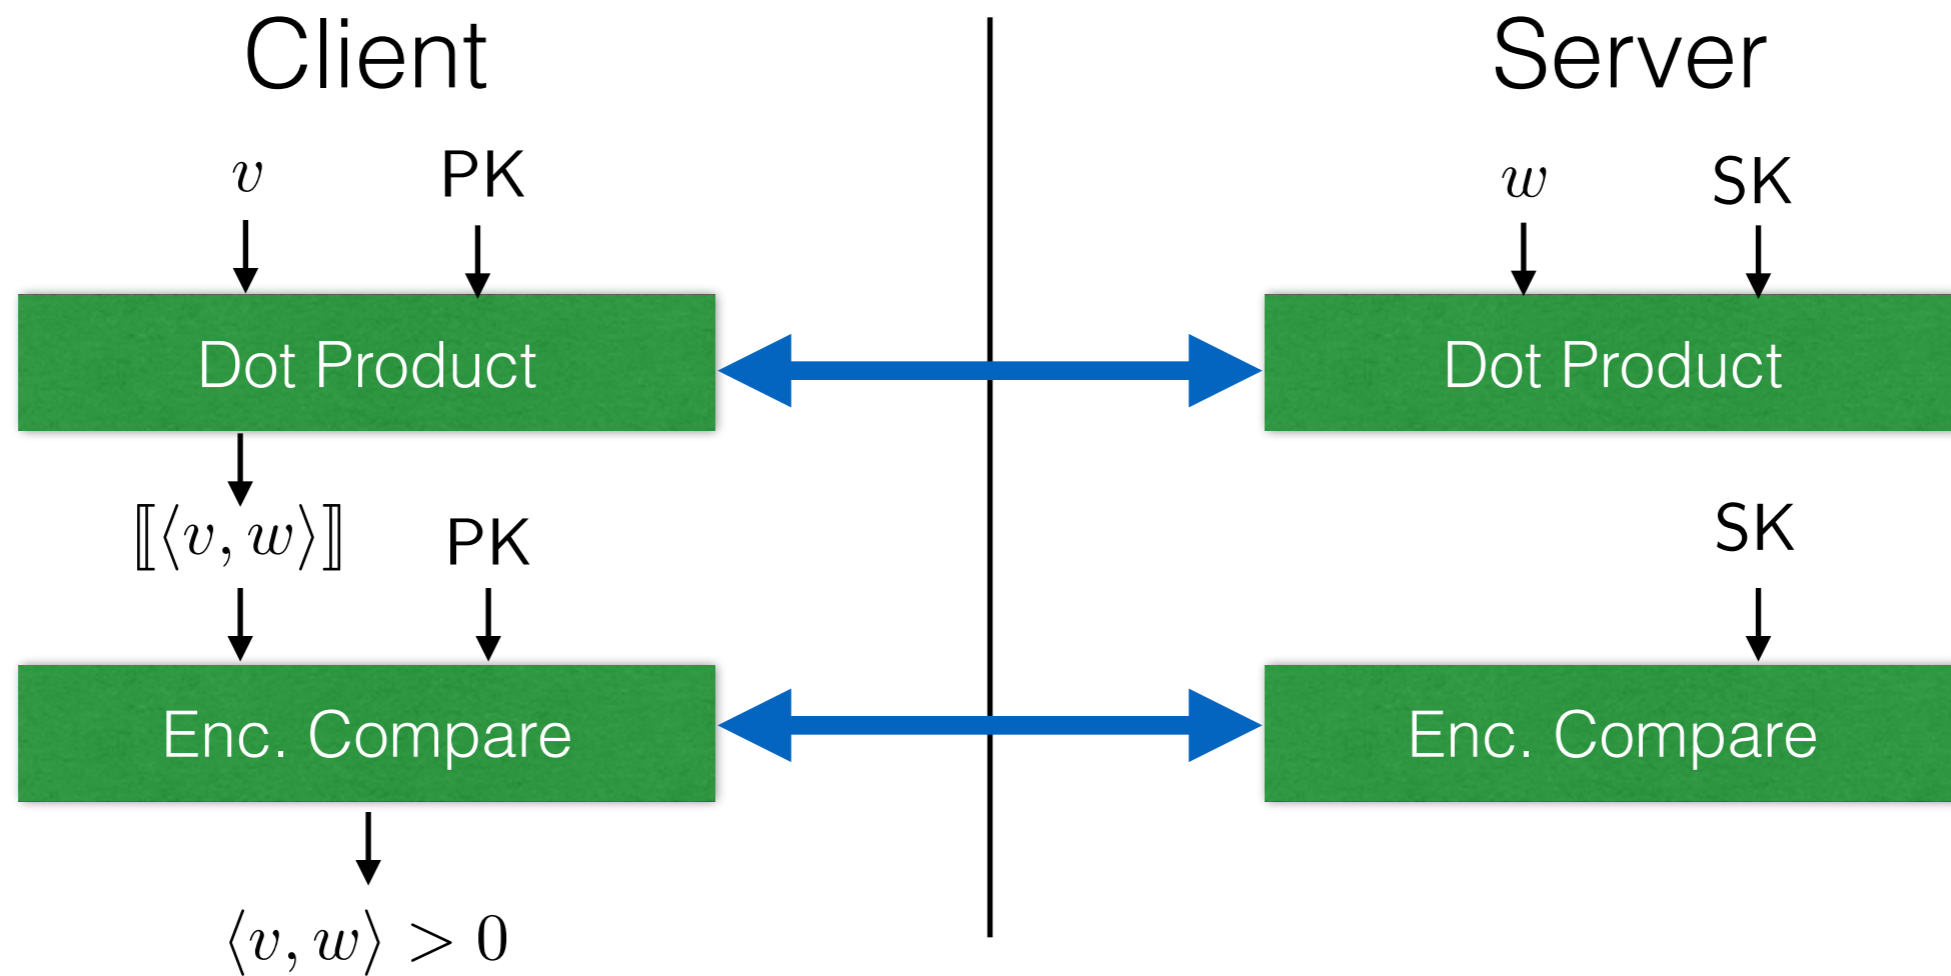 Client Server
v PK w SK
Dot Product Dot Product
⟦⟨v, w⟩⟧ PK SK
Enc. Compare Enc. Compare
⟨v, w⟩ > 0